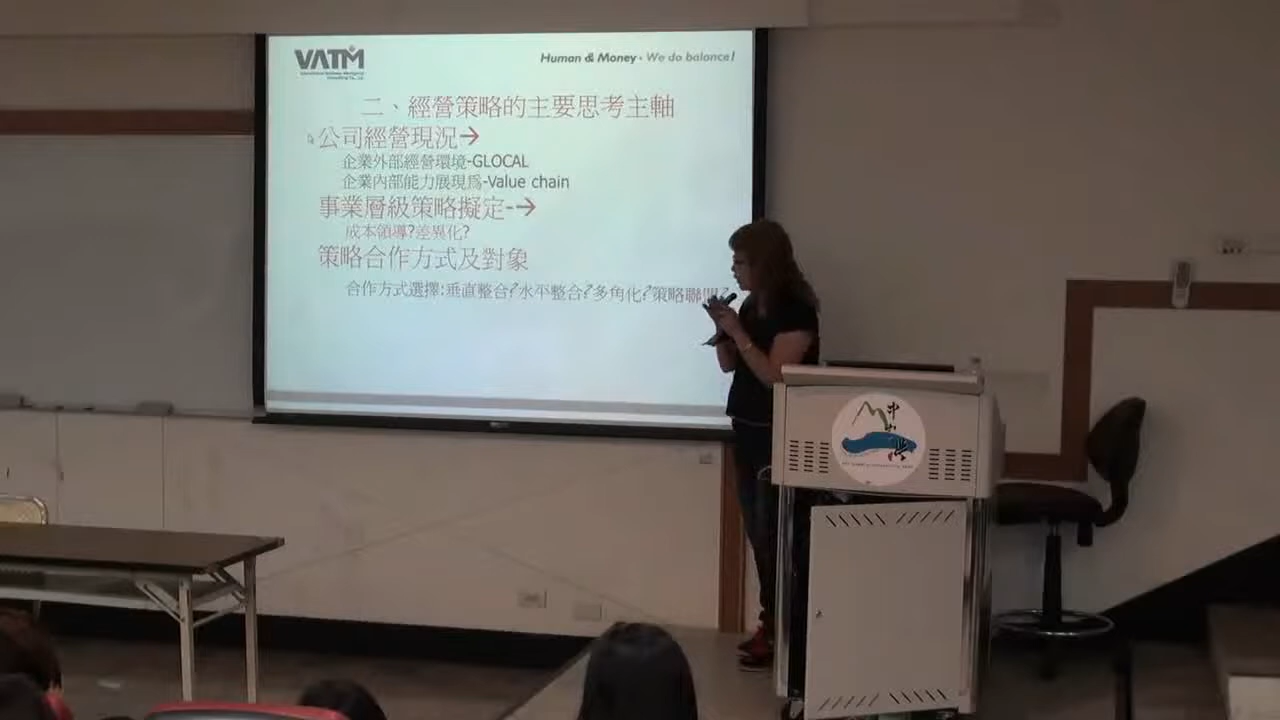 VATM
Human & Money - We do balance!
二、經營策略的主要思考主軸
公司經營現況→
企業外部經營環境-GLOCAL
企業內部能力展現為-Value chain
事業層級策略擬定-→
成本領導?差異化?
策略合作方式及對象
合作方式選擇:垂直整合?水平整合?多角化?策略聯盟?